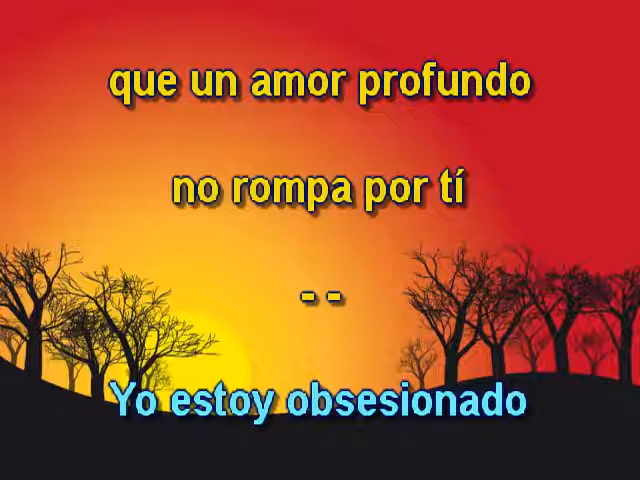 que un amor profundo
no rompa por tí
- -
Yo estoy obsesionado